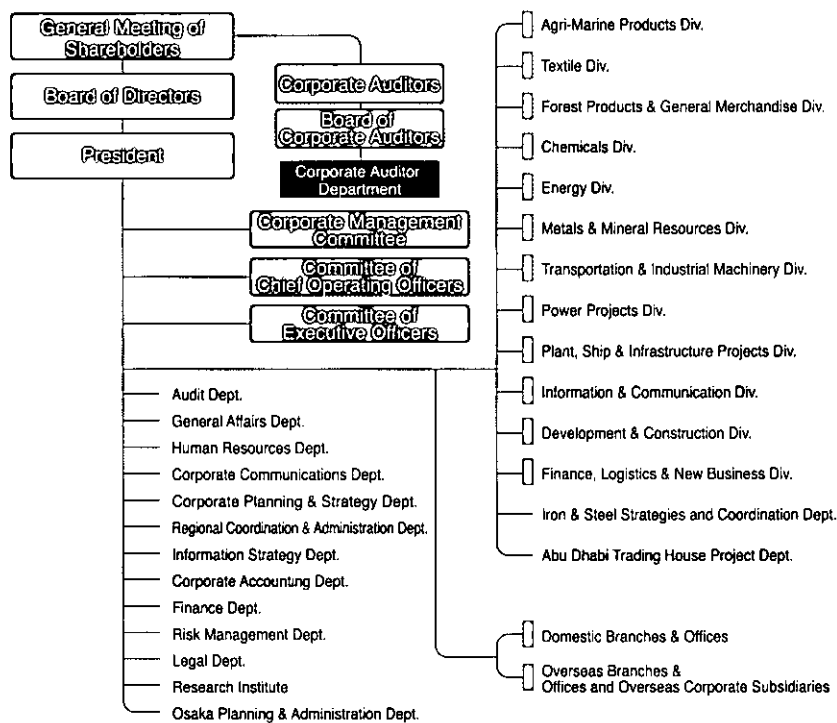 General Meeting of
Shareholders
Board of Directors
President
Corporate Auditors
Board of
Corporate Auditors
Corporate Auditor
Department
Corporate Management
Committee
Committee of
Chief Operating Officers
Committee of
Executive Officers
Audit Dept.
General Affairs Dept.
Human Resources Dept.
Corporate Communications Dept.
Corporate Planning & Strategy Dept.
Regional Coordination & Administration Dept.
Information Strategy Dept.
Corporate Accounting Dept.
Finance Dept.
Risk Management Dept.
Legal Dept.
Research Institute
Osaka Planning & Administration Dept.
Agri-Marine Products Div.
Textile Div.
Forest Products & General Merchandise Div.
Chemicals Div.
Energy Div.
Metals & Mineral Resources Div.
Transportation & Industrial Machinery Div.
Power Projects Div.
Plant, Ship & Infrastructure Projects Div.
Information & Communication Div.
Development & Construction Div.
Finance, Logistics & New Business Div.
Iron & Steel Strategies and Coordination Dept.
Abu Dhabi Trading House Project Dept.
Domestic Branches & Offices
Overseas Branches &
Offices and Overseas Corporate Subsidiaries